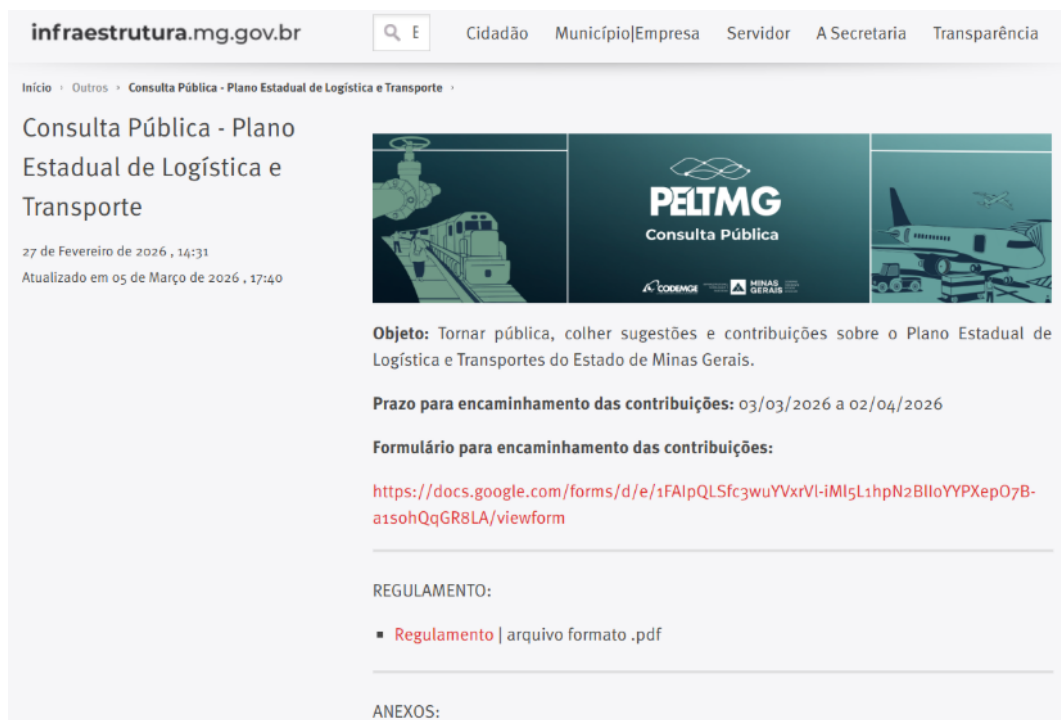 infraestrutura.mg.gov.br
E
Cidadão
Município|Empresa
Servidor
A Secretaria
Transparência
Início › Outros › Consulta Pública - Plano Estadual de Logística e Transporte ›
Consulta Pública - Plano
Estadual de Logística e
Transporte
27 de Fevereiro de 2026 , 14:31
Atualizado em 05 de Março de 2026 , 17:40
PELTMG
Consulta Pública
CODEMGE
MINAS
GERAIS
Objeto: Tornar pública, colher sugestões e contribuições sobre o Plano Estadual de
Logística e Transportes do Estado de Minas Gerais.
Prazo para encaminhamento das contribuições: 03/03/2026 a 02/04/2026
Formulário para encaminhamento das contribuições:
https://docs.google.com/forms/d/e/1FAIpQLSfc3wuYVxrVl-iMl5L1hpN2BlIoYYPXepO7B-
a1sohQqGR8LA/viewform
REGULAMENTO:
▪ Regulamento | arquivo formato .pdf
ANEXOS: